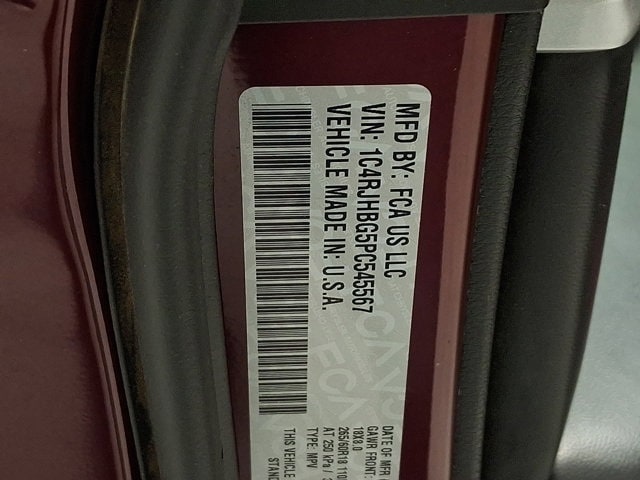 MFD BY: FCA US LLC
VIN: 1C4RJHBG5PC545567
VEHICLE MADE IN: U.S.A.
DATE OF MFR
GAWR FRONT:
18X8.0
265/60R18 110
AT 250 kPa /
TYPE: MPV
THIS VEHICLE
STAN